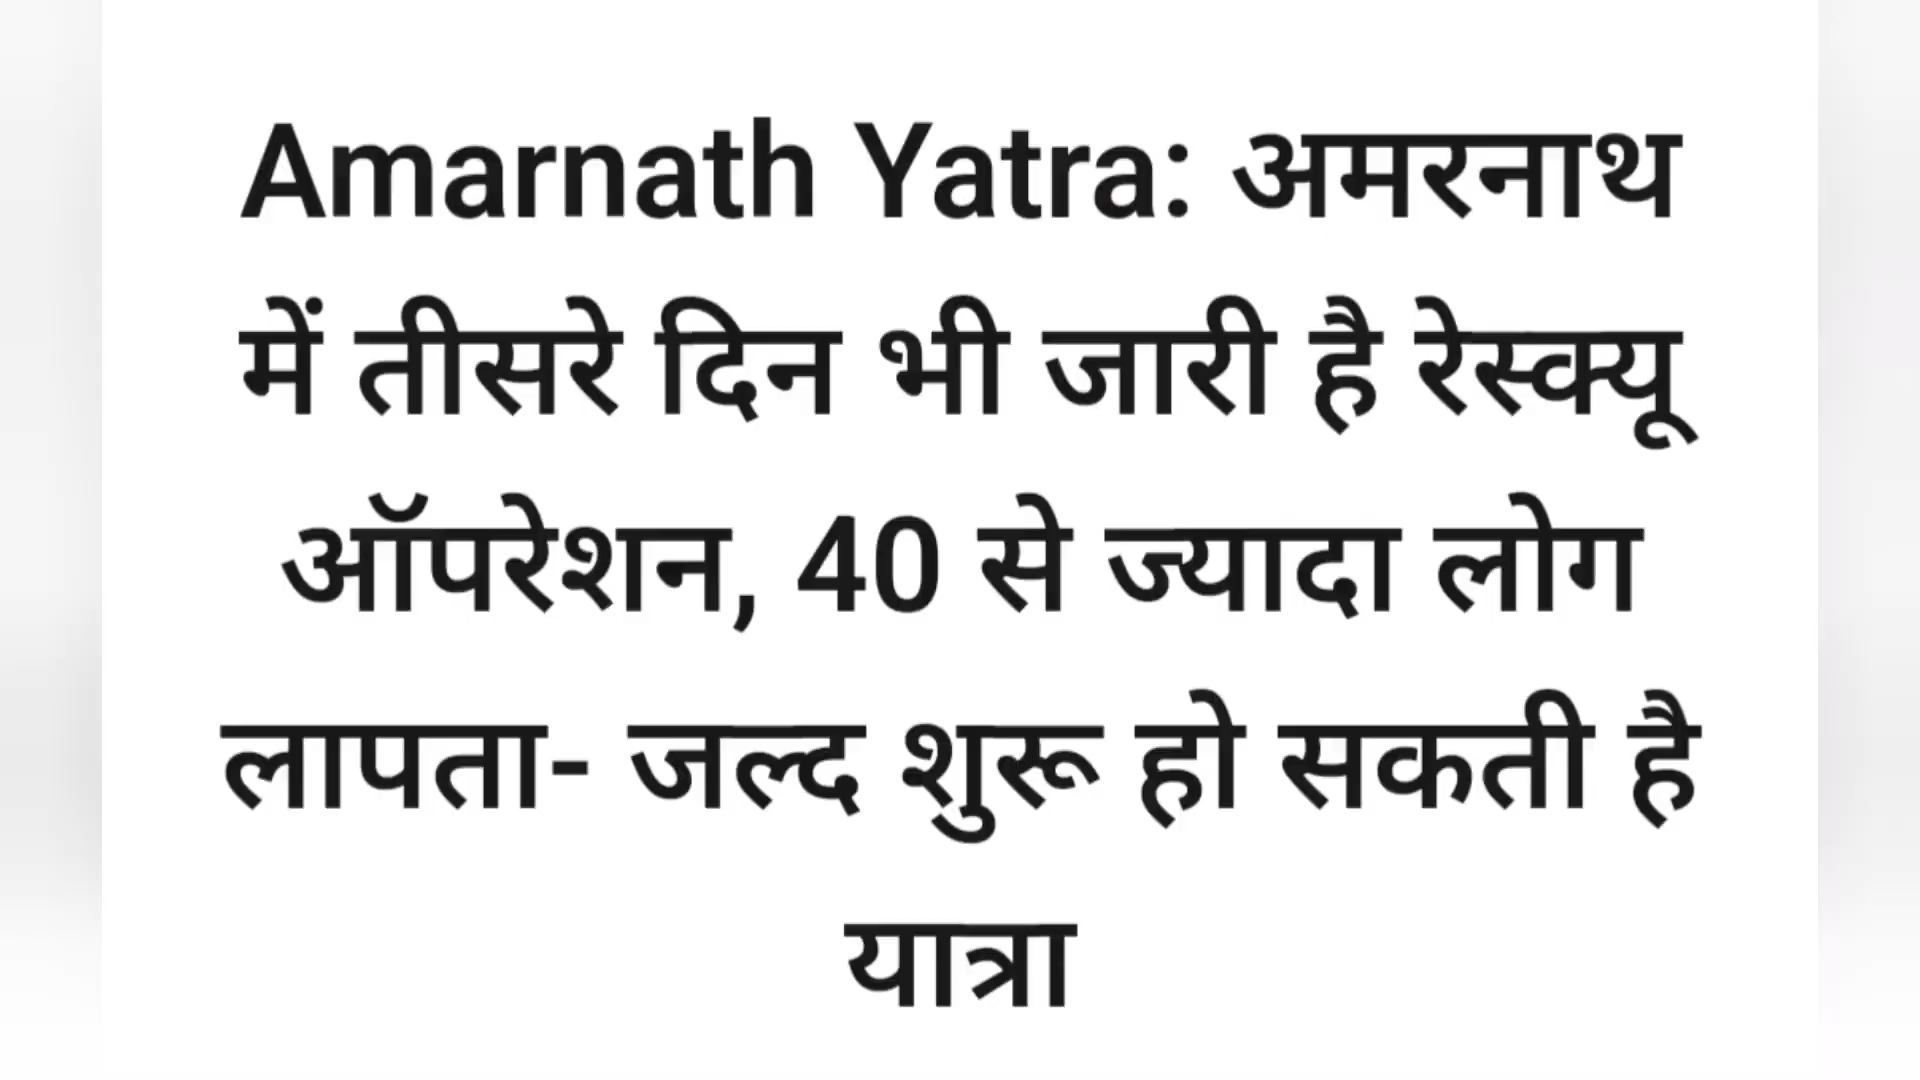 Amarnath Yatra: अमरनाथ
में तीसरे दिन भी जारी है रेस्क्यू
ऑपरेशन, 40 से ज्यादा लोग
लापता- जल्द शुरू हो सकती है
यात्रा